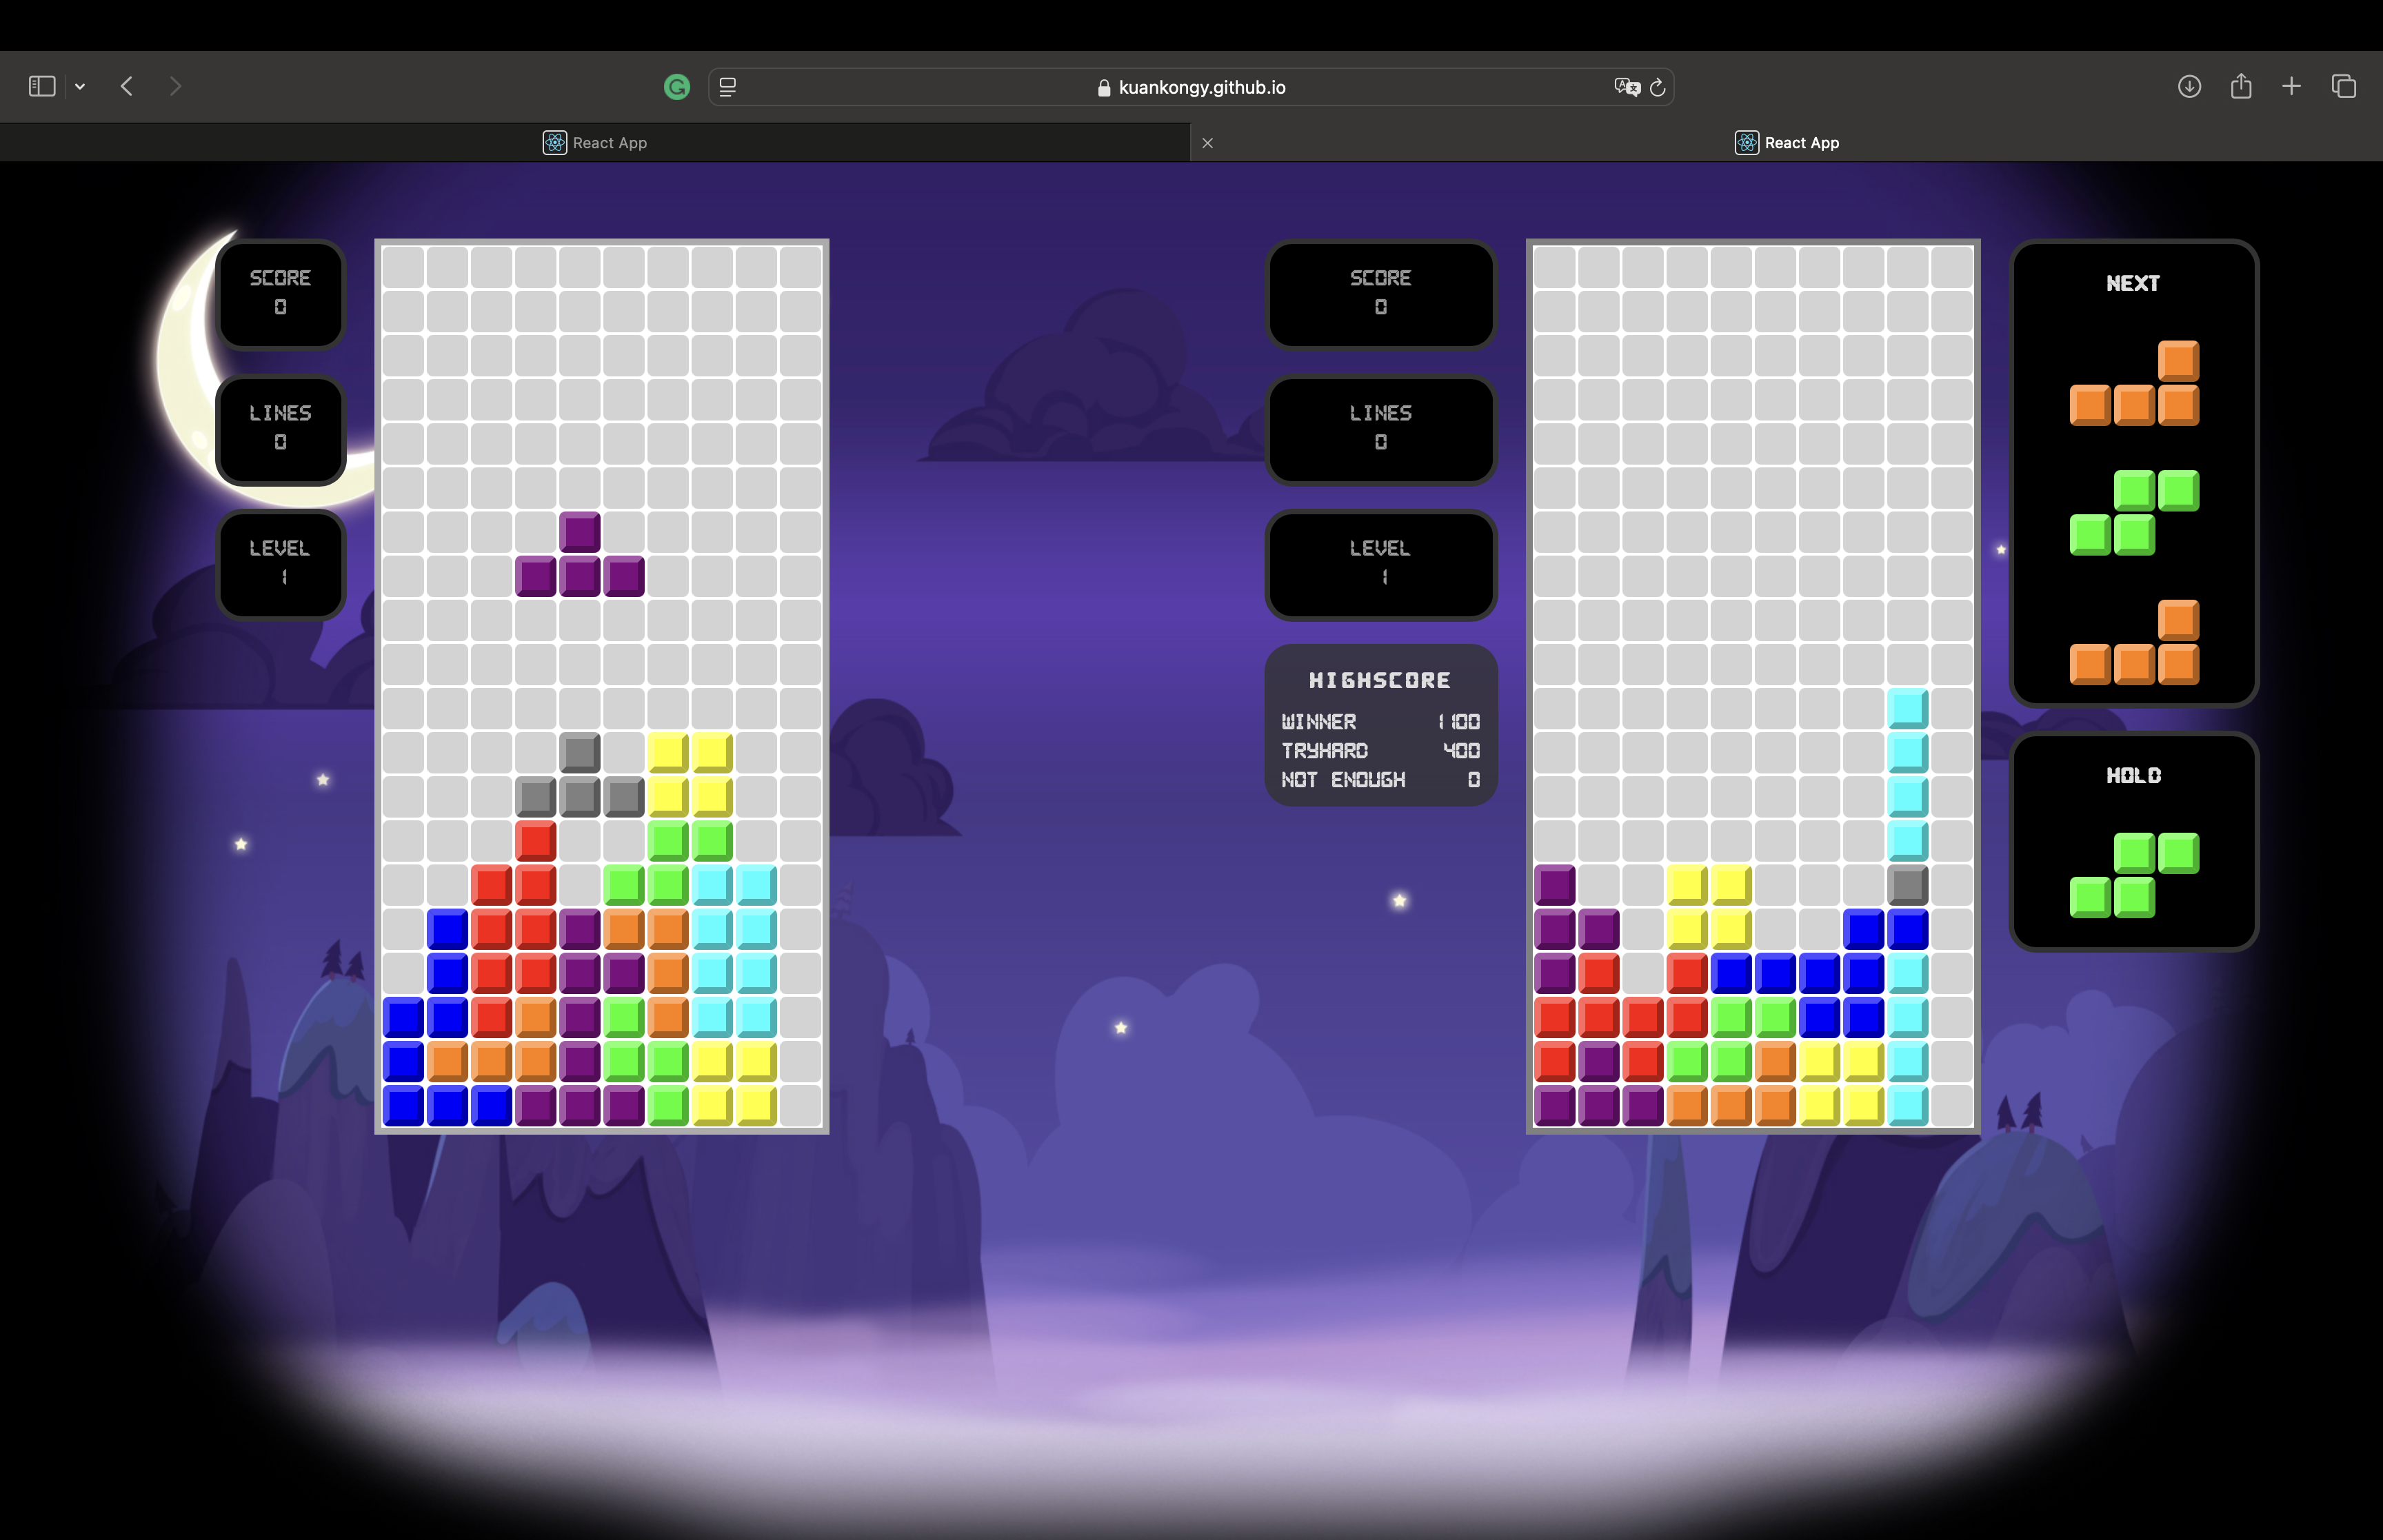 kuankongy.github.io
React App
React App
SCORE
0
LINES
0
LEVEL
1
SCORE
0
LINES
0
LEVEL
1
HIGHSCORE
WINNER 1100
TRYHARD 400
NOT ENOUGH 0
NEXT
HOLD